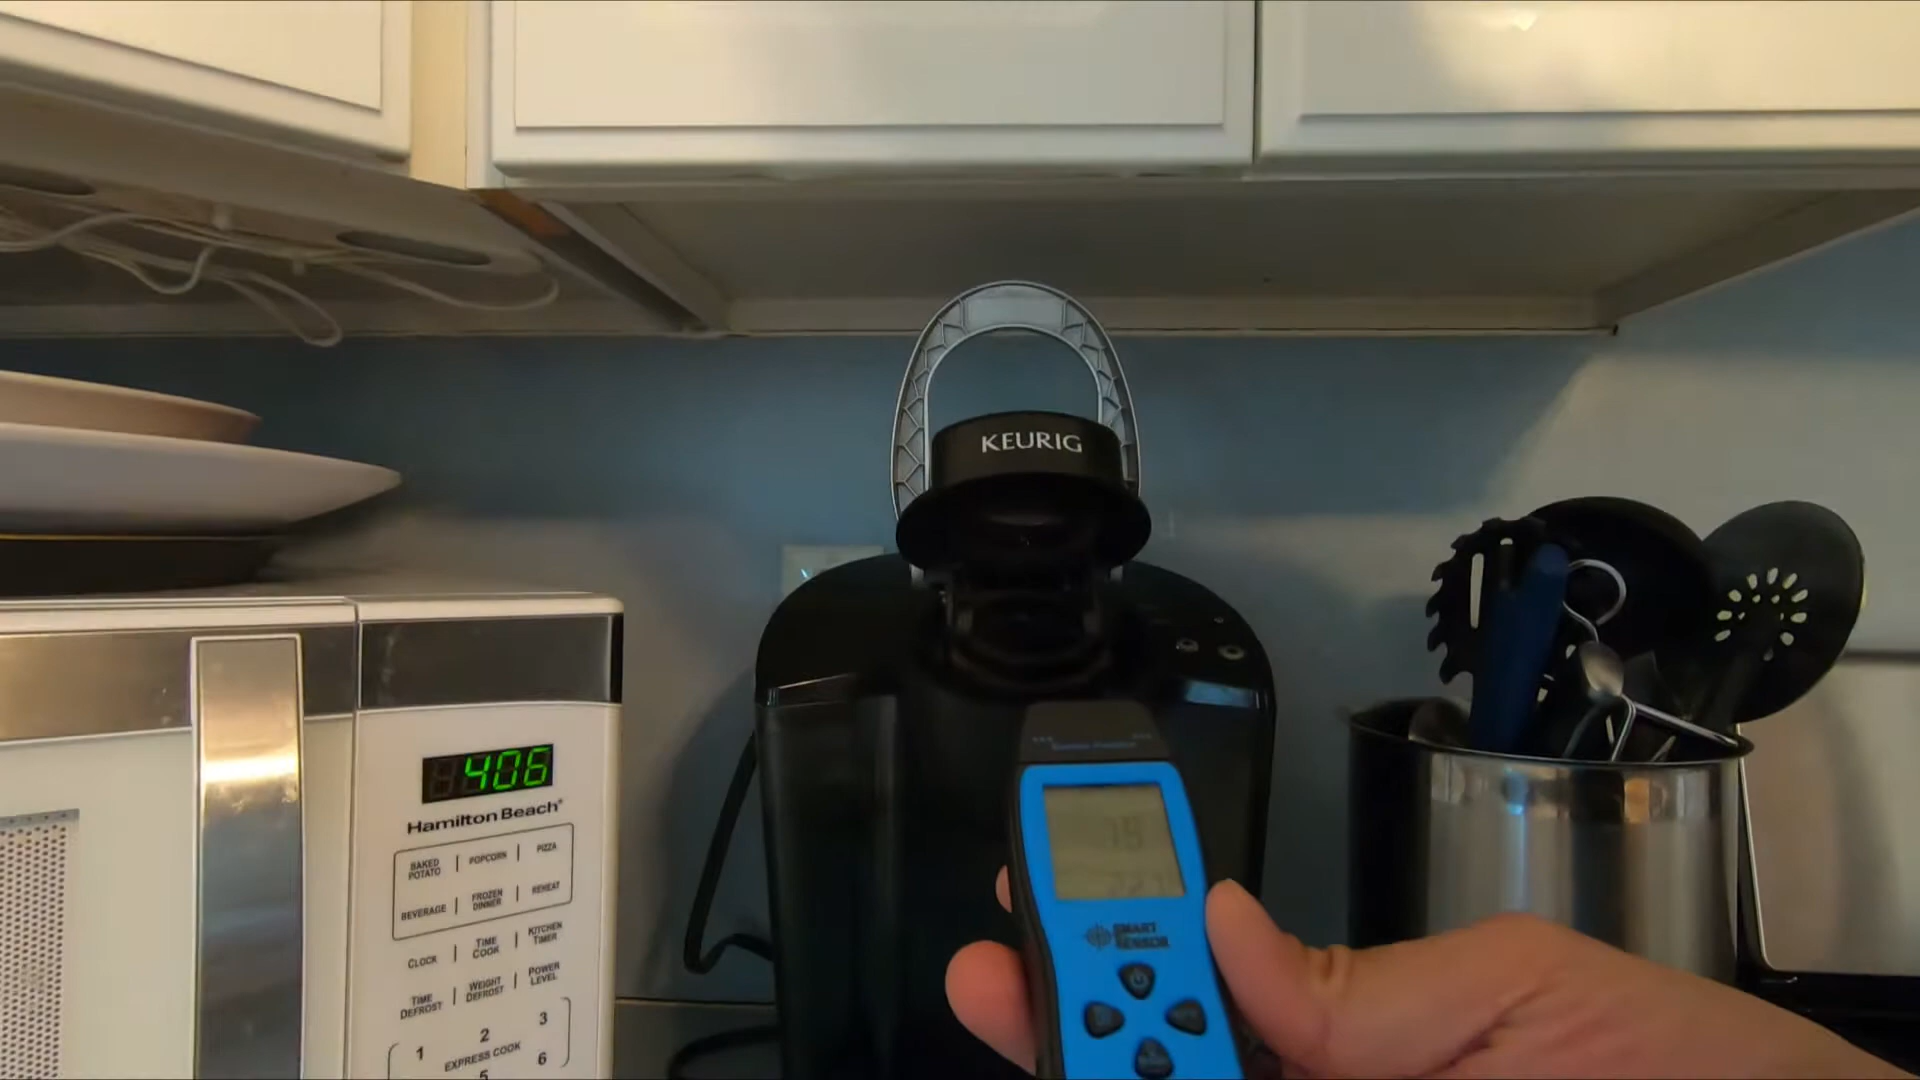 KEURIG
406
Hamilton Beach
BAKED POTATO
POPCORN
PIZZA
BEVERAGE
FROZEN DINNER
REHEAT
CLOCK
TIME COOK
KITCHEN TIMER
TIME DEFROST
WEIGHT DEFROST
POWER LEVEL
1
2
3
EXPRESS COOK
5
6
78
SMART
SENSOR